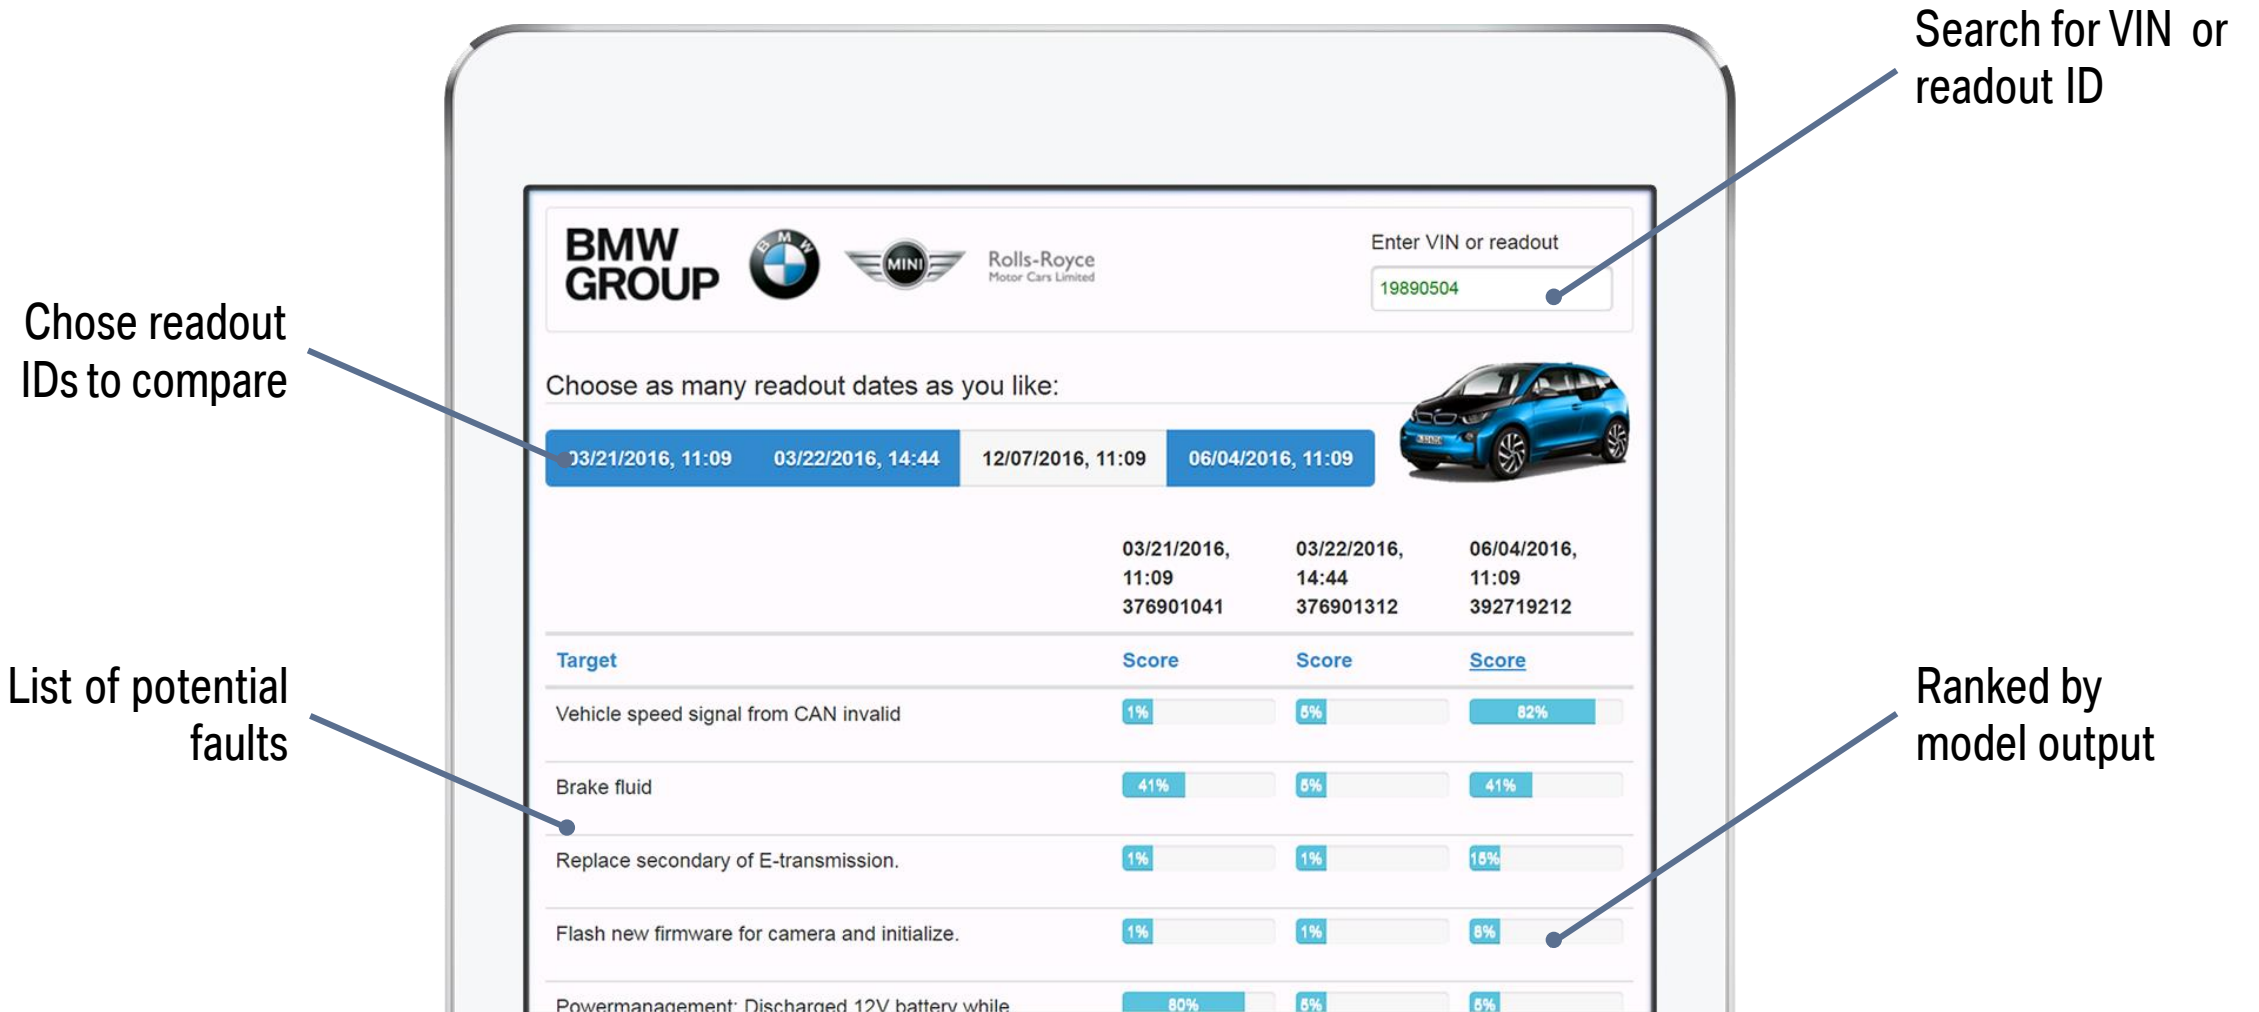 Search for VIN or
readout ID
BMW
GROUP
BMW
MINI
Rolls-Royce
Motor Cars Limited
Enter VIN or readout
19890504
Chose readout
IDs to compare
Choose as many readout dates as you like:
03/21/2016, 11:09 03/22/2016, 14:44 12/07/2016, 11:09 06/04/2016, 11:09
03/21/2016, 03/22/2016, 06/04/2016,
11:09 14:44 11:09
376901041 376901312 392719212
Target Score Score Score
List of potential
faults
Vehicle speed signal from CAN invalid 1% 5% 82%
Brake fluid 41% 5% 41%
Replace secondary of E-transmission. 1% 1% 15%
Flash new firmware for camera and initialize. 1% 1% 8%
Powermanagement: Discharged 12V battery while 80% 5% 5%
Ranked by
model output